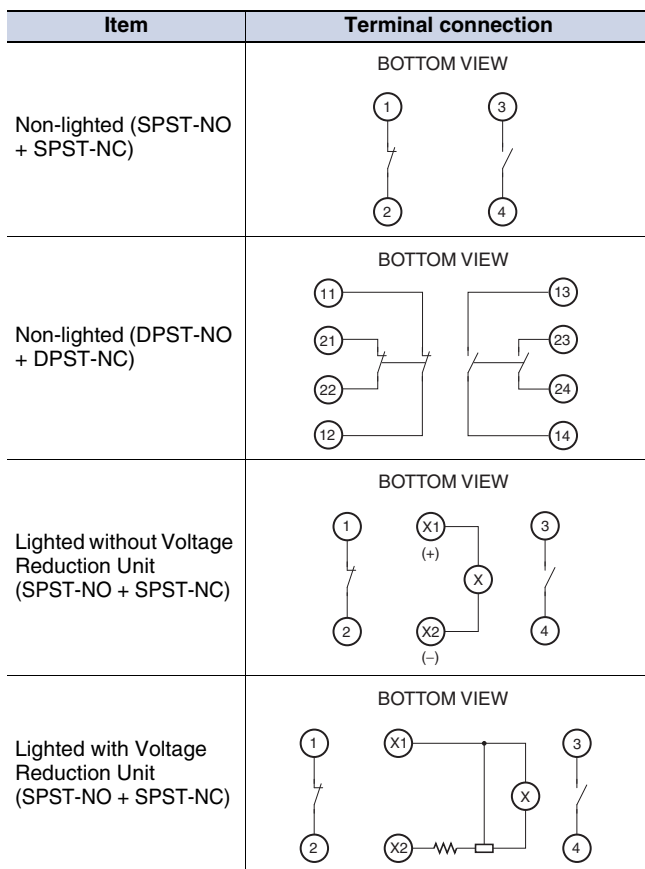 Item Terminal connection
Non-lighted (SPST-NO
+ SPST-NC)
BOTTOM VIEW
1 3
2 4
Non-lighted (DPST-NO
+ DPST-NC)
BOTTOM VIEW
11 13
21 23
22 24
12 14
Lighted without Voltage
Reduction Unit
(SPST-NO + SPST-NC)
BOTTOM VIEW
1 X1 3
(+)
X
2 X2 4
(–)
Lighted with Voltage
Reduction Unit
(SPST-NO + SPST-NC)
BOTTOM VIEW
1 X1 3
X
2 X2 4